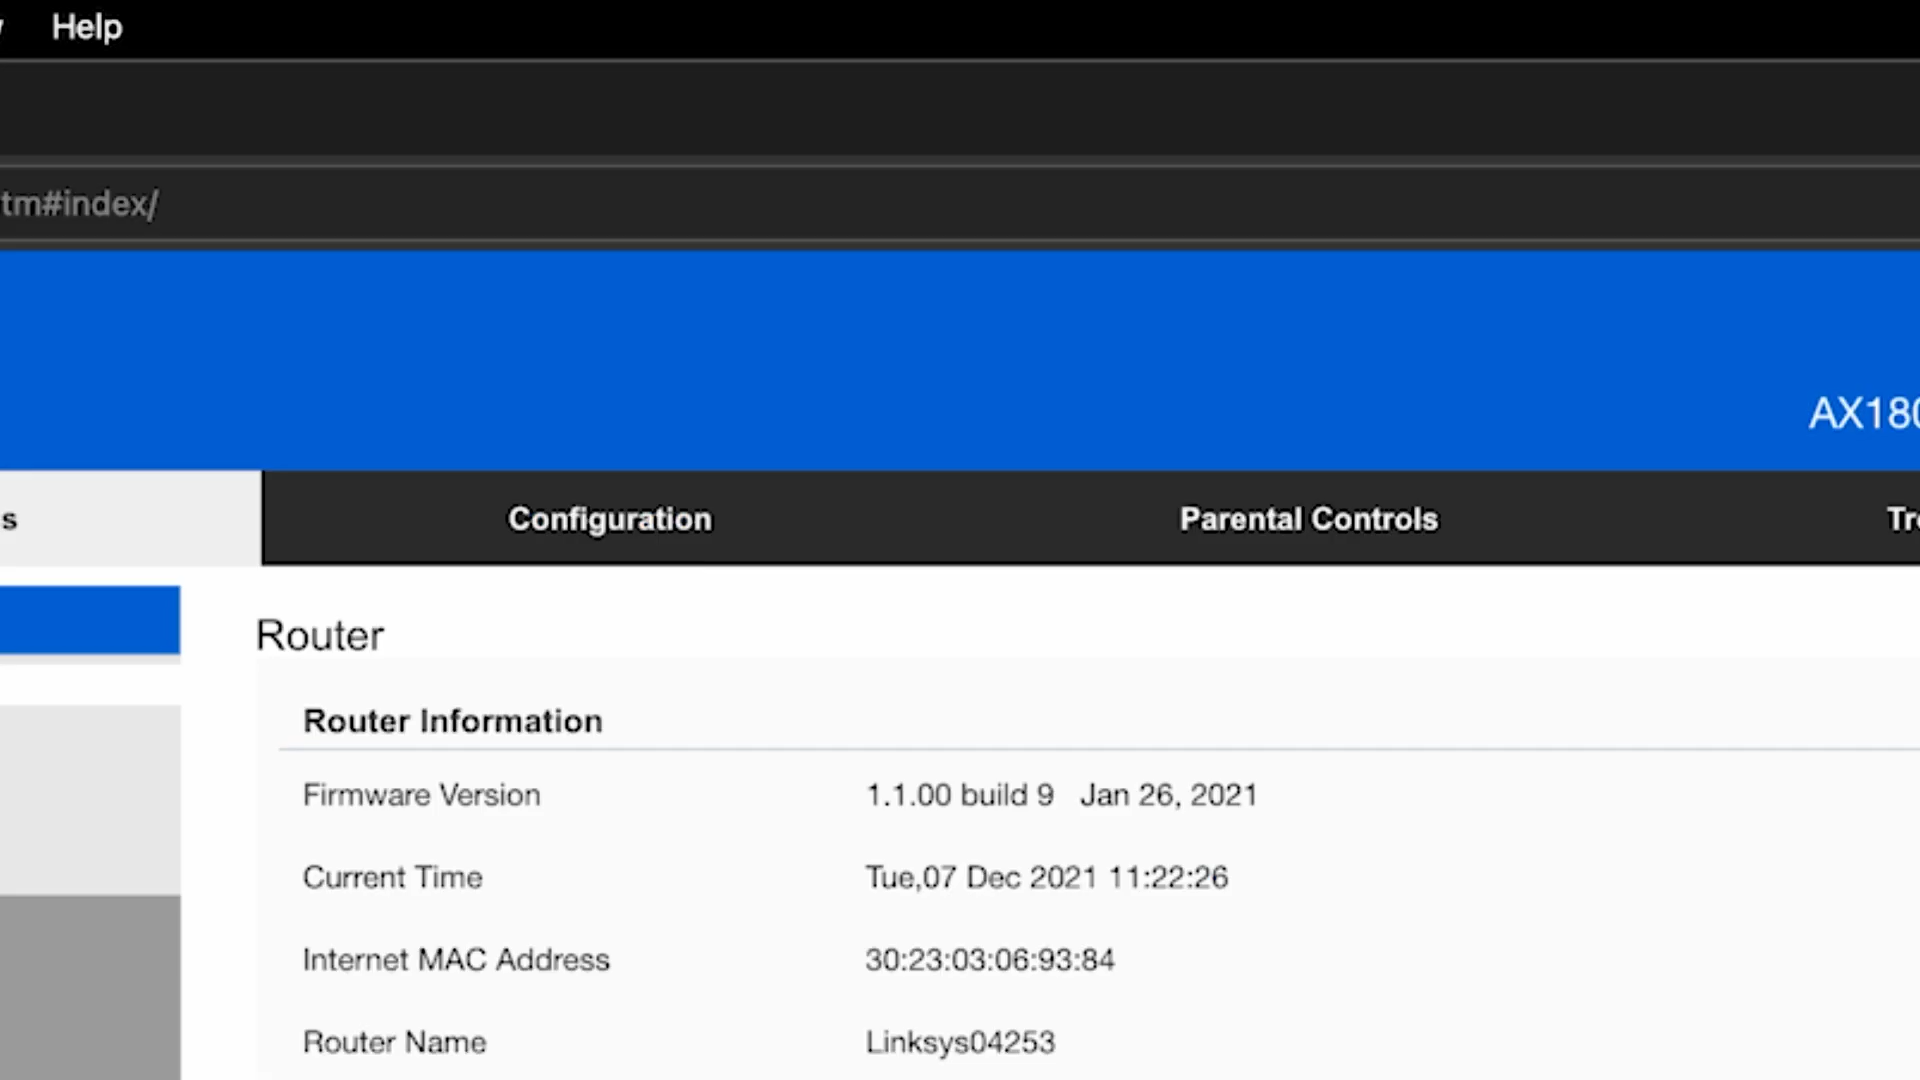 Help
tm#index/
AX180
s Configuration Parental Controls Tr
Router
Router Information
Firmware Version 1.1.00 build 9 Jan 26, 2021
Current Time Tue,07 Dec 2021 11:22:26
Internet MAC Address 30:23:03:06:93:84
Router Name Linksys04253